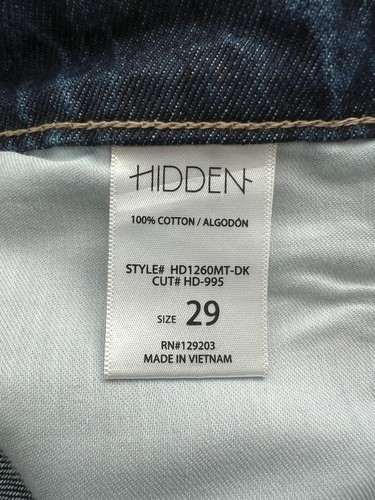 HIDDEN
100% COTTON / ALGODÓN
STYLE# HD1260MT-DK
CUT# HD-995
SIZE 29
RN#129203
MADE IN VIETNAM